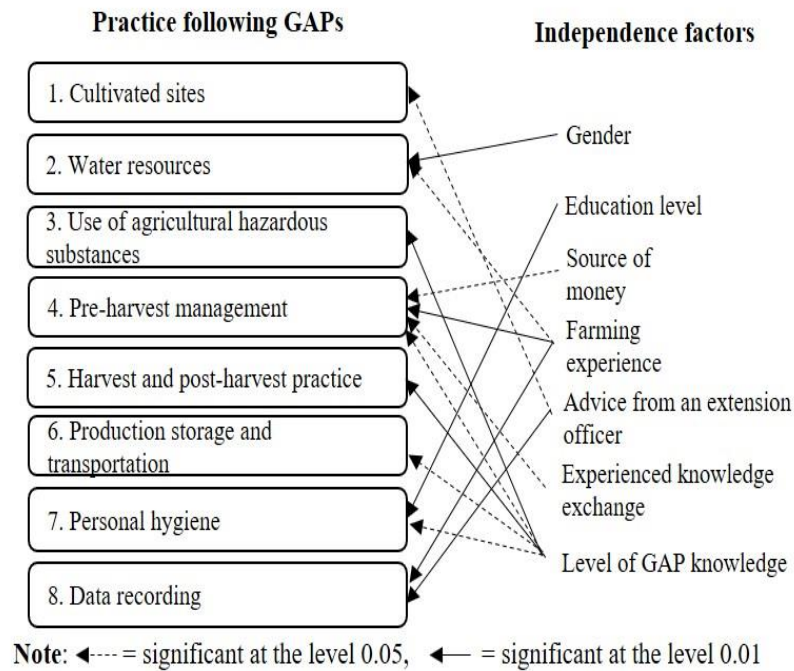 Practice following GAPs
Independence factors
1. Cultivated sites
2. Water resources
3. Use of agricultural hazardous
substances
4. Pre-harvest management
5. Harvest and post-harvest practice
6. Production storage and
transportation
7. Personal hygiene
8. Data recording
Gender
Education level
Source of
money
Farming
experience
Advice from an extension
officer
Experienced knowledge
exchange
Level of GAP knowledge
Note: = significant at the level 0.05, = significant at the level 0.01